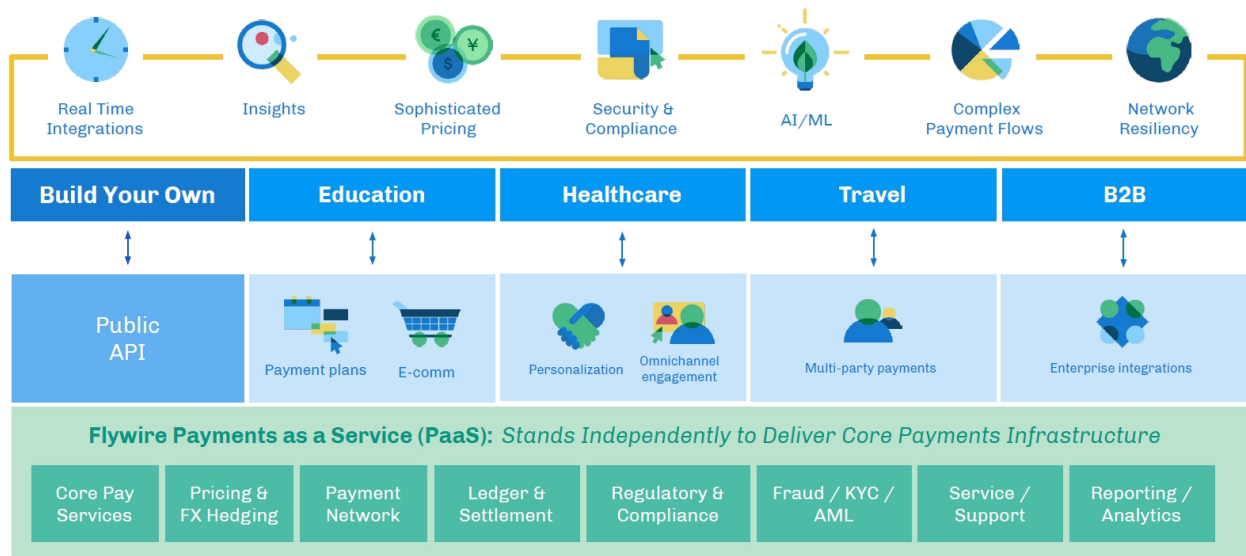 Real Time
Integrations
Insights
Sophisticated
Pricing
Security &
Compliance
AI/ML
Complex
Payment Flows
Network
Resiliency
Build Your Own
Education
Healthcare
Travel
B2B
Public
API
Payment plans
E-comm
Personalization
Omnichannel
engagement
Multi-party payments
Enterprise integrations
Flywire Payments as a Service (PaaS): Stands Independently to Deliver Core Payments Infrastructure
Core Pay
Services
Pricing &
FX Hedging
Payment
Network
Ledger &
Settlement
Regulatory &
Compliance
Fraud / KYC /
AML
Service /
Support
Reporting /
Analytics